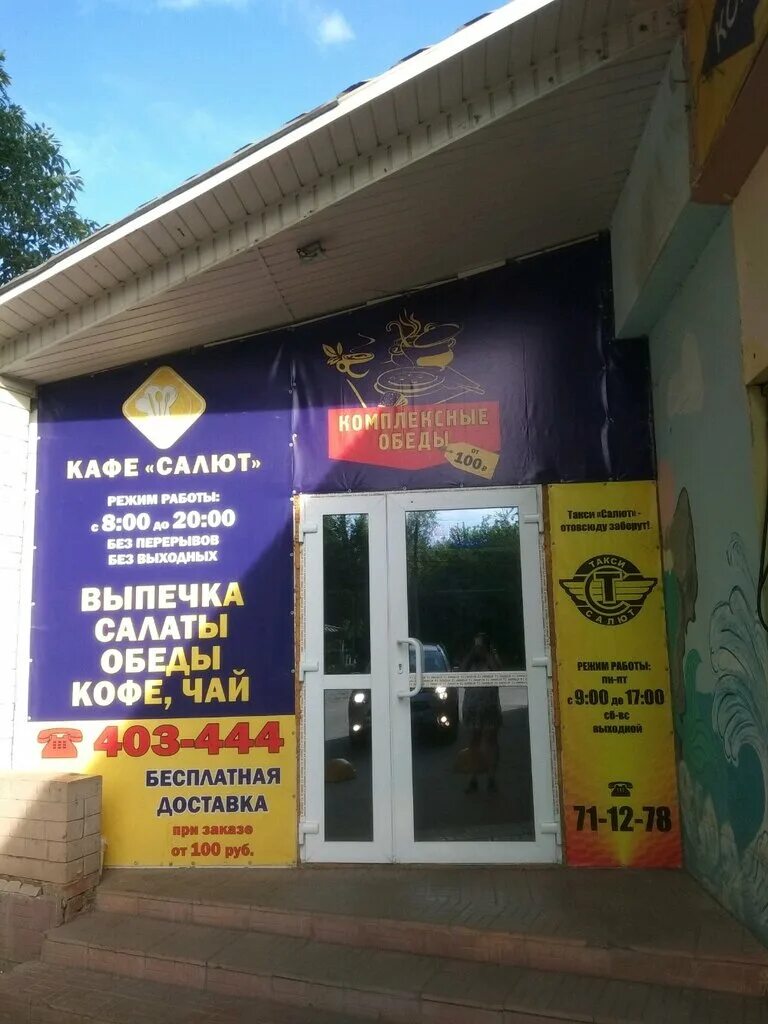 КАФЕ «САЛЮТ»
РЕЖИМ РАБОТЫ:
с 8:00 до 20:00
БЕЗ ПЕРЕРЫВОВ
БЕЗ ВЫХОДНЫХ
ВЫПЕЧКА
САЛАТЫ
ОБЕДЫ
КОФЕ, ЧАЙ
403-444
БЕСПЛАТНАЯ
ДОСТАВКА
при заказе
от 100 руб.
КОМПЛЕКСНЫЕ
ОБЕДЫ
от
100р
Такси «Салют» -
отовсюду заберут!
ТАКСИ
Т
САЛЮТ
РЕЖИМ РАБОТЫ:
пн-пт
с 9:00 до 17:00
сб-вс
выходной
71-12-78